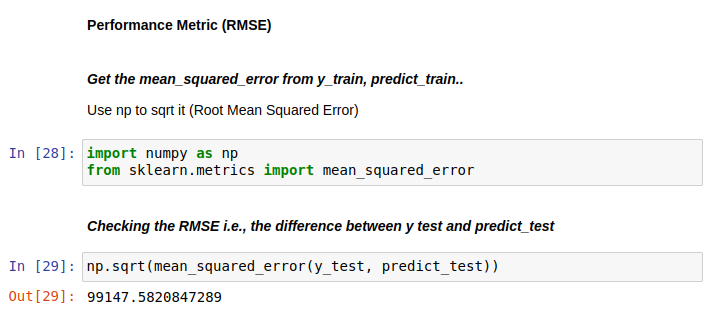 Performance Metric (RMSE)
Get the mean_squared_error from y_train, predict_train..
Use np to sqrt it (Root Mean Squared Error)
In [28]: import numpy as np
from sklearn.metrics import mean_squared_error
Checking the RMSE i.e., the difference between y test and predict_test
In [29]: np.sqrt(mean_squared_error(y_test, predict_test))
Out[29]: 99147.5820847289